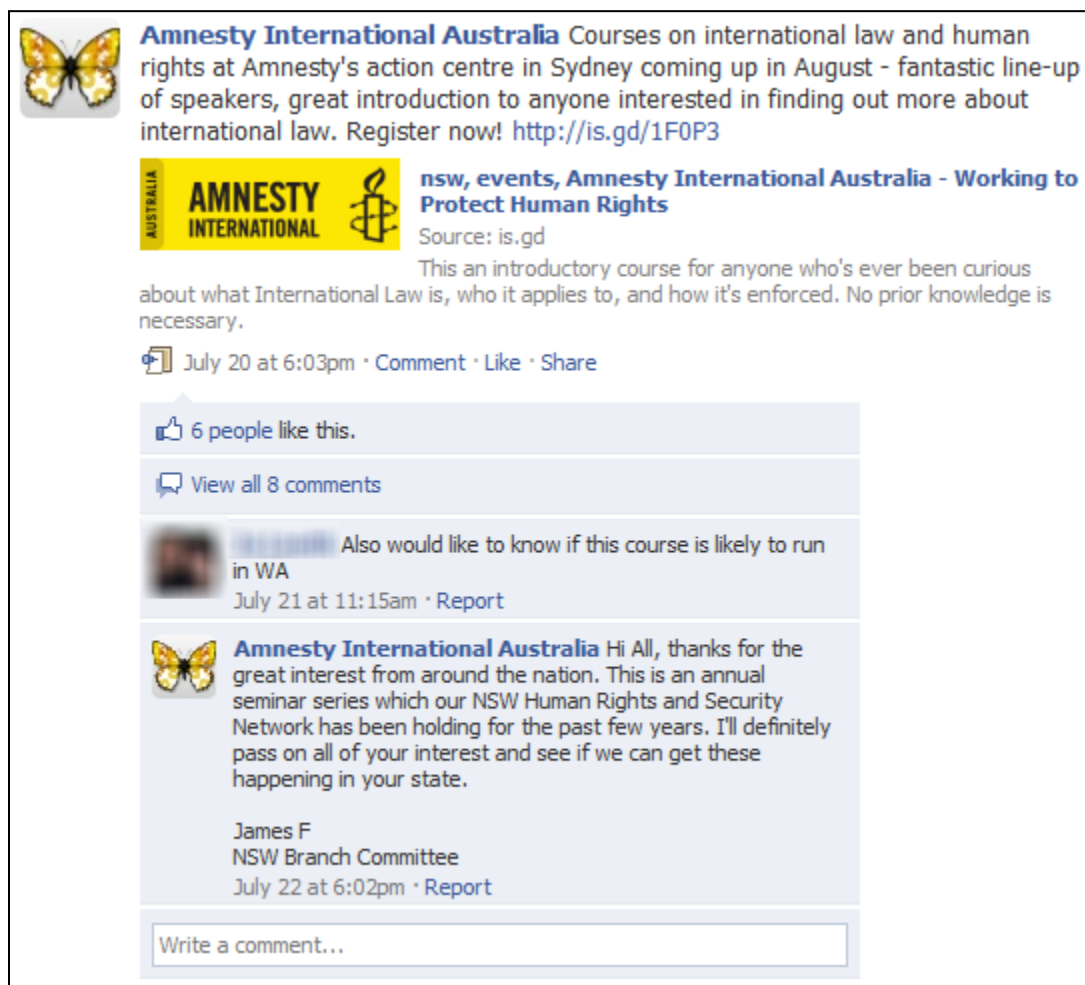 Amnesty International Australia Courses on international law and human
rights at Amnesty's action centre in Sydney coming up in August - fantastic line-up
of speakers, great introduction to anyone interested in finding out more about
international law. Register now! http://is.gd/1F0P3
AUSTRALIA
AMNESTY
INTERNATIONAL
nsw, events, Amnesty International Australia - Working to
Protect Human Rights
Source: is.gd
This an introductory course for anyone who's ever been curious
about what International Law is, who it applies to, and how it's enforced. No prior knowledge is
necessary.
July 20 at 6:03pm · Comment · Like · Share
6 people like this.
View all 8 comments
Also would like to know if this course is likely to run
in WA
July 21 at 11:15am · Report
Amnesty International Australia Hi All, thanks for the
great interest from around the nation. This is an annual
seminar series which our NSW Human Rights and Security
Network has been holding for the past few years. I'll definitely
pass on all of your interest and see if we can get these
happening in your state.
James F
NSW Branch Committee
July 22 at 6:02pm · Report
Write a comment...